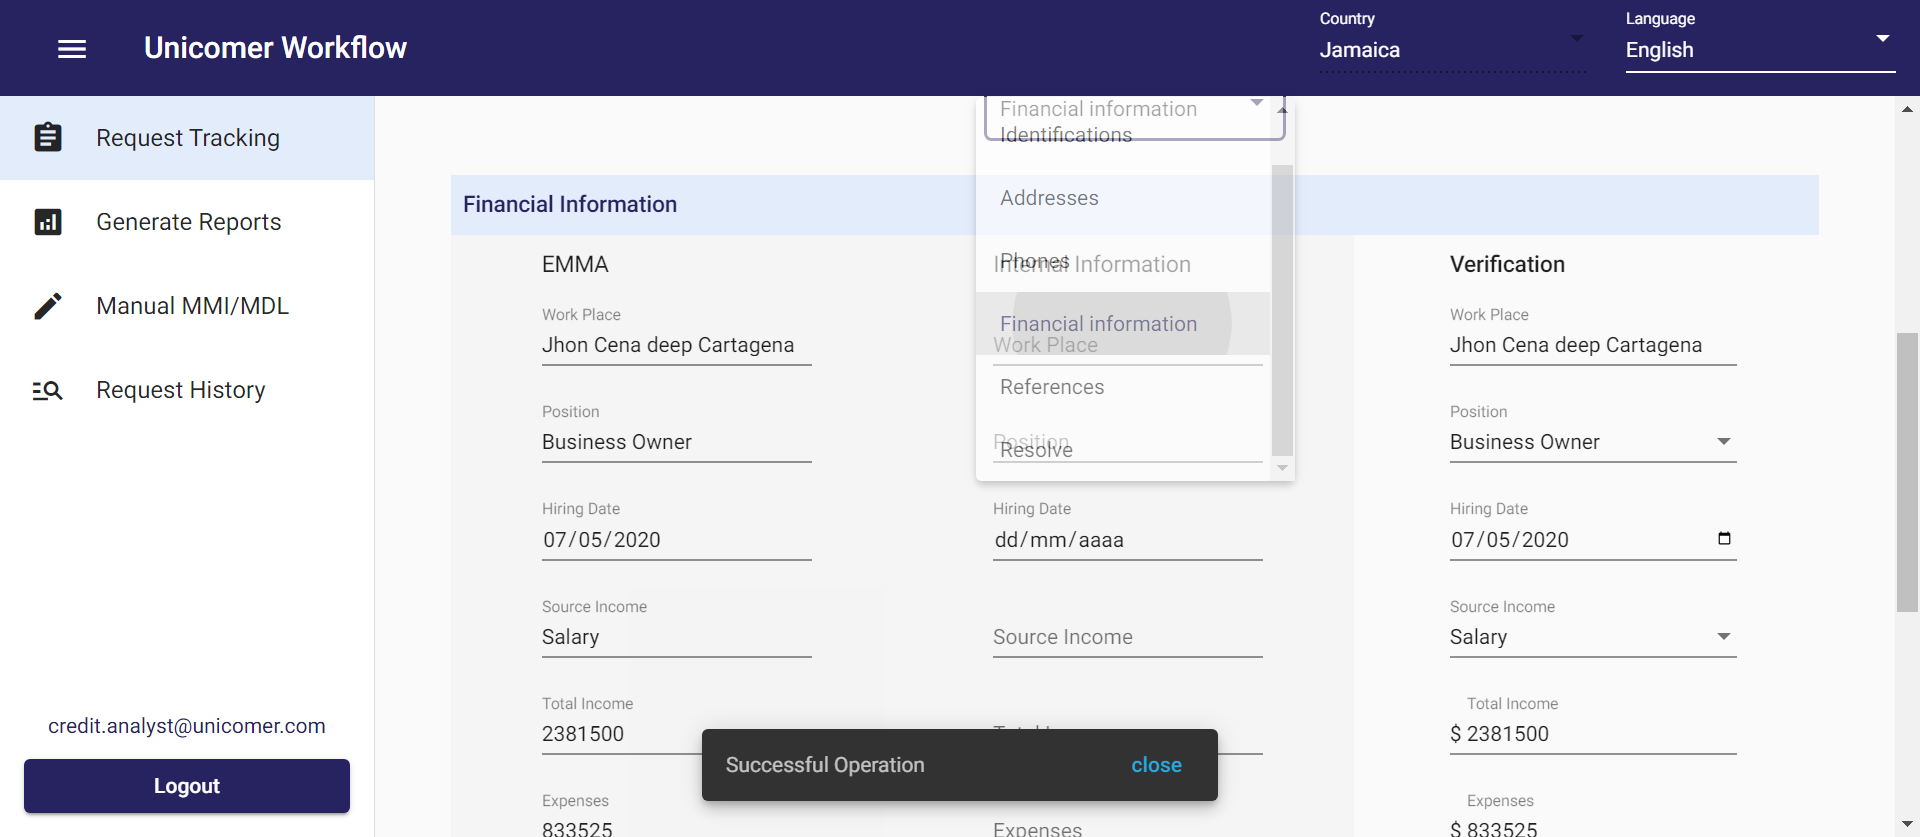 Unicomer Workflow
Country
Jamaica
Language
English
Request Tracking
Generate Reports
Manual MMI/MDL
Request History
credit.analyst@unicomer.com
Logout
Financial information
Identifications
Addresses
Phones
Financial information
References
Resolve
Financial Information
EMMA
Work Place
Jhon Cena deep Cartagena
Position
Business Owner
Hiring Date
07/05/2020
Source Income
Salary
Total Income
2381500
Expenses
833525
Internal Information
Work Place
Position
Hiring Date
dd/mm/aaaa
Source Income
Expenses
Verification
Work Place
Jhon Cena deep Cartagena
Position
Business Owner
Hiring Date
07/05/2020
Source Income
Salary
Total Income
$ 2381500
Expenses
$ 833525
Successful Operation
close